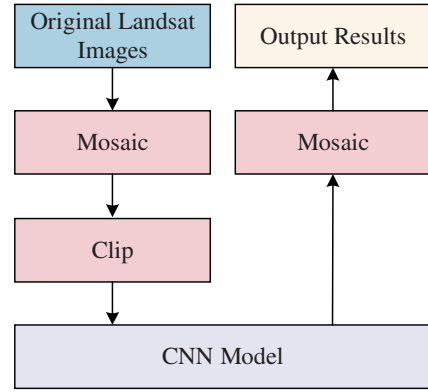 Original Landsat
Images
Mosaic
Clip
CNN Model
Mosaic
Output Results